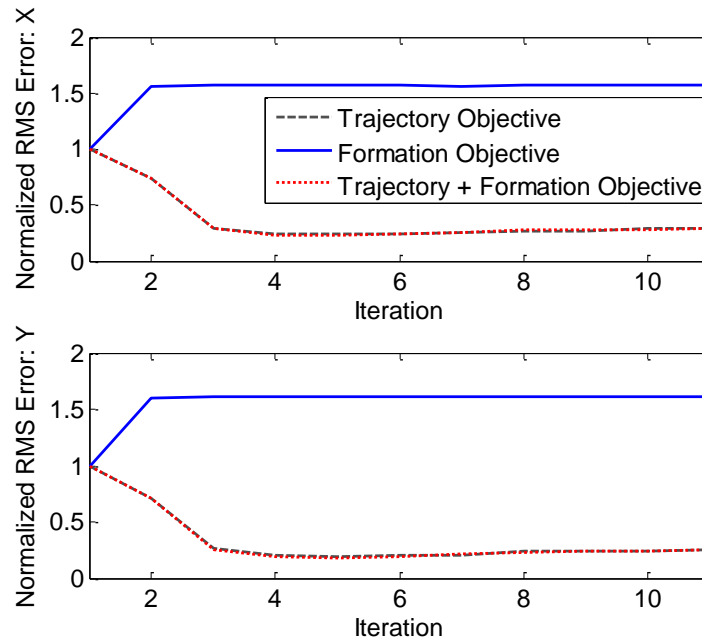 Normalized RMS Error: X
2
1.5
1
0.5
0
Trajectory Objective
Formation Objective
Trajectory + Formation Objective
2 4 6 8 10
Iteration
Normalized RMS Error: Y
2
1.5
1
0.5
0
2 4 6 8 10
Iteration